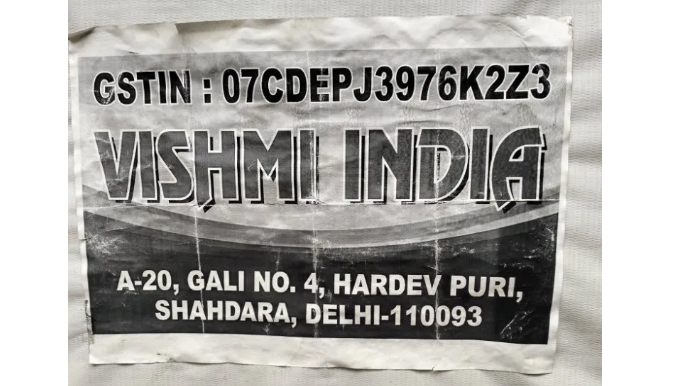 GSTIN : 07CDEPJ3976K2Z3
VISHMI INDIA
A-20, GALI NO. 4, HARDEV PURI,
SHAHDARA, DELHI-110093